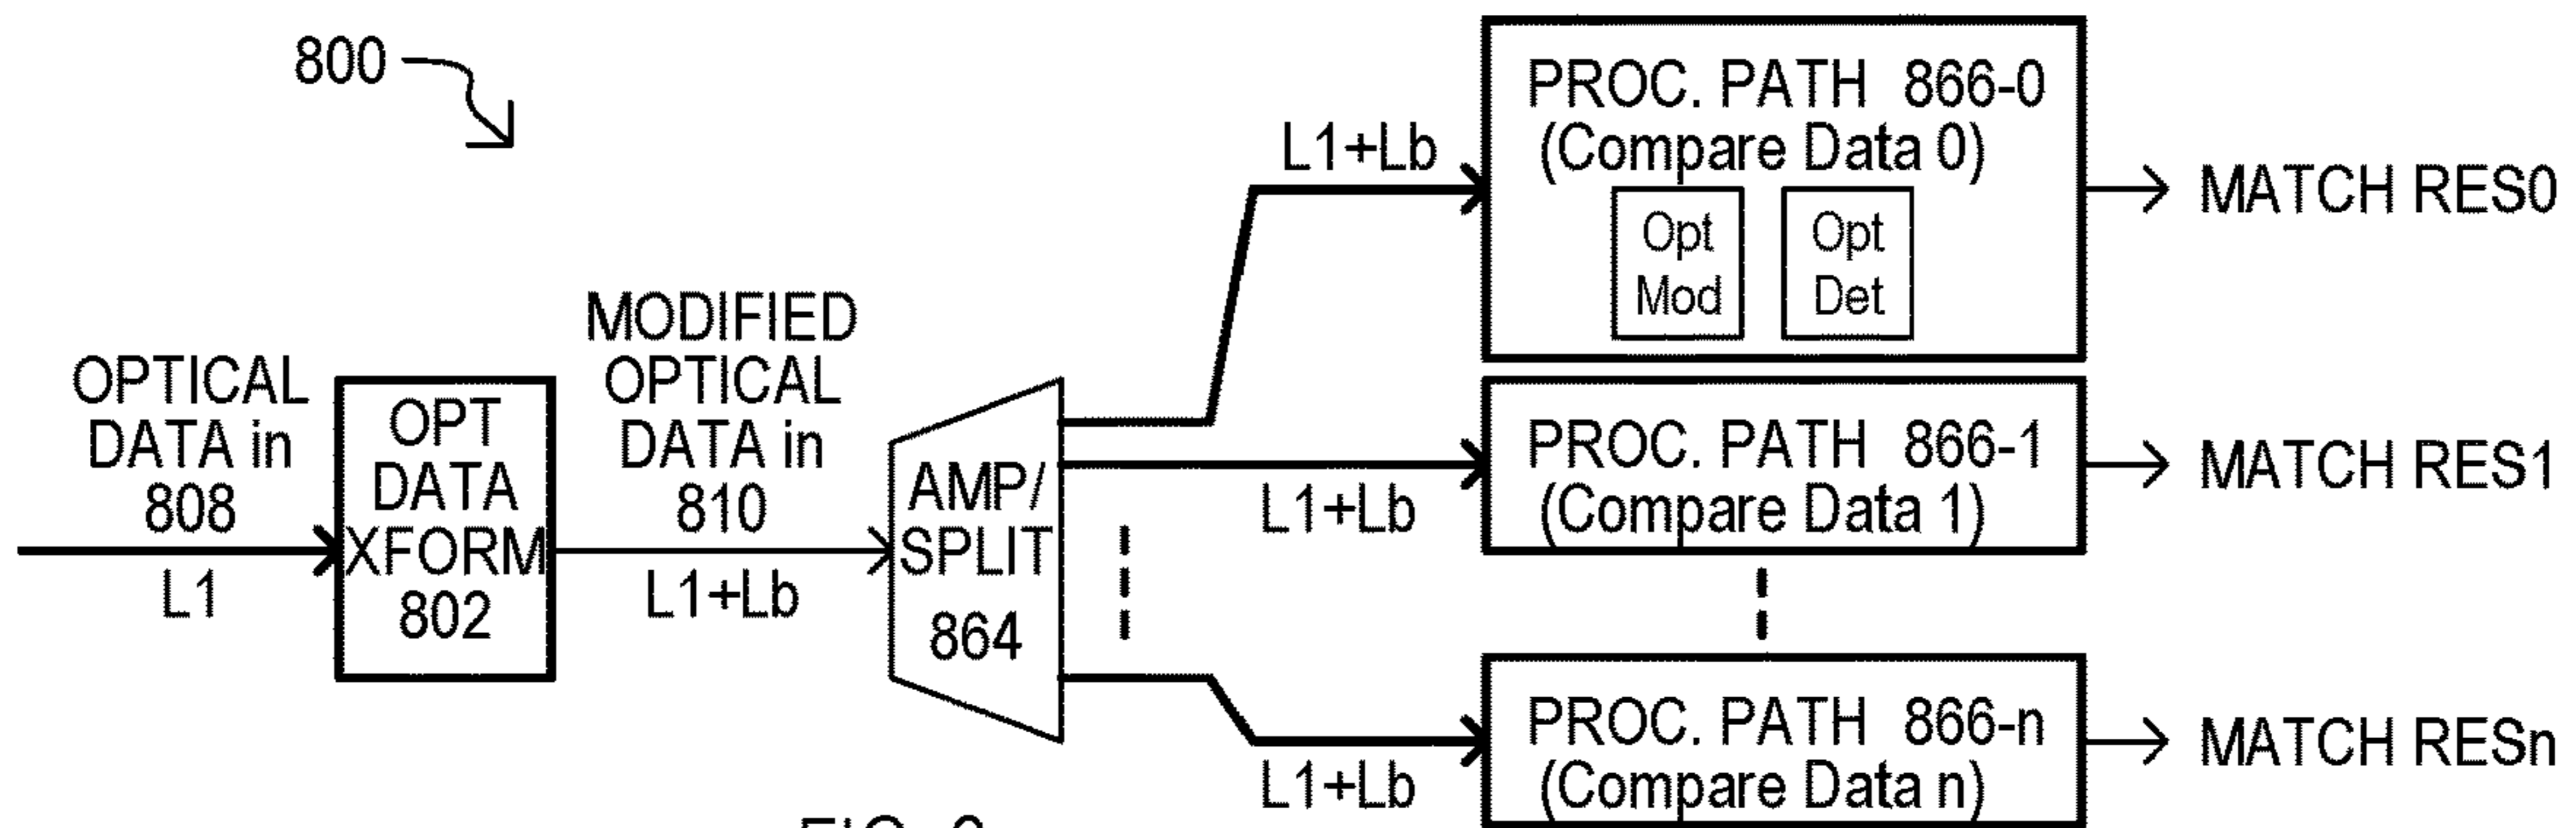 800
PROC. PATH 866-0
(Compare Data 0)
Opt
Mod
Opt
Det
L1+Lb
MATCH RES0
OPTICAL
DATA in
808
L1
OPT
DATA
XFORM
802
MODIFIED
OPTICAL
DATA in
810
L1+Lb
AMP/
SPLIT
864
L1+Lb
PROC. PATH 866-1
(Compare Data 1)
MATCH RES1
L1+Lb
PROC. PATH 866-n
(Compare Data n)
MATCH RESn